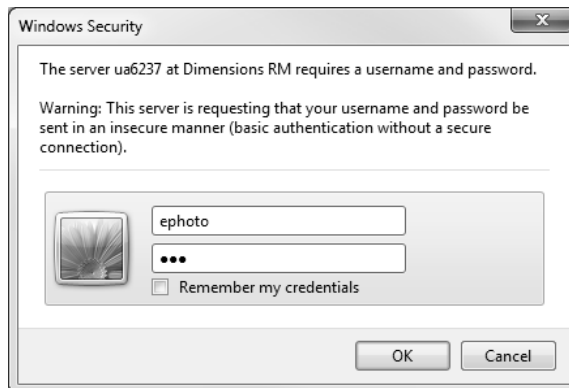 Windows Security
The server ua6237 at Dimensions RM requires a username and password.
Warning: This server is requesting that your username and password be
sent in an insecure manner (basic authentication without a secure
connection).
ephoto
•••
Remember my credentials
OK
Cancel